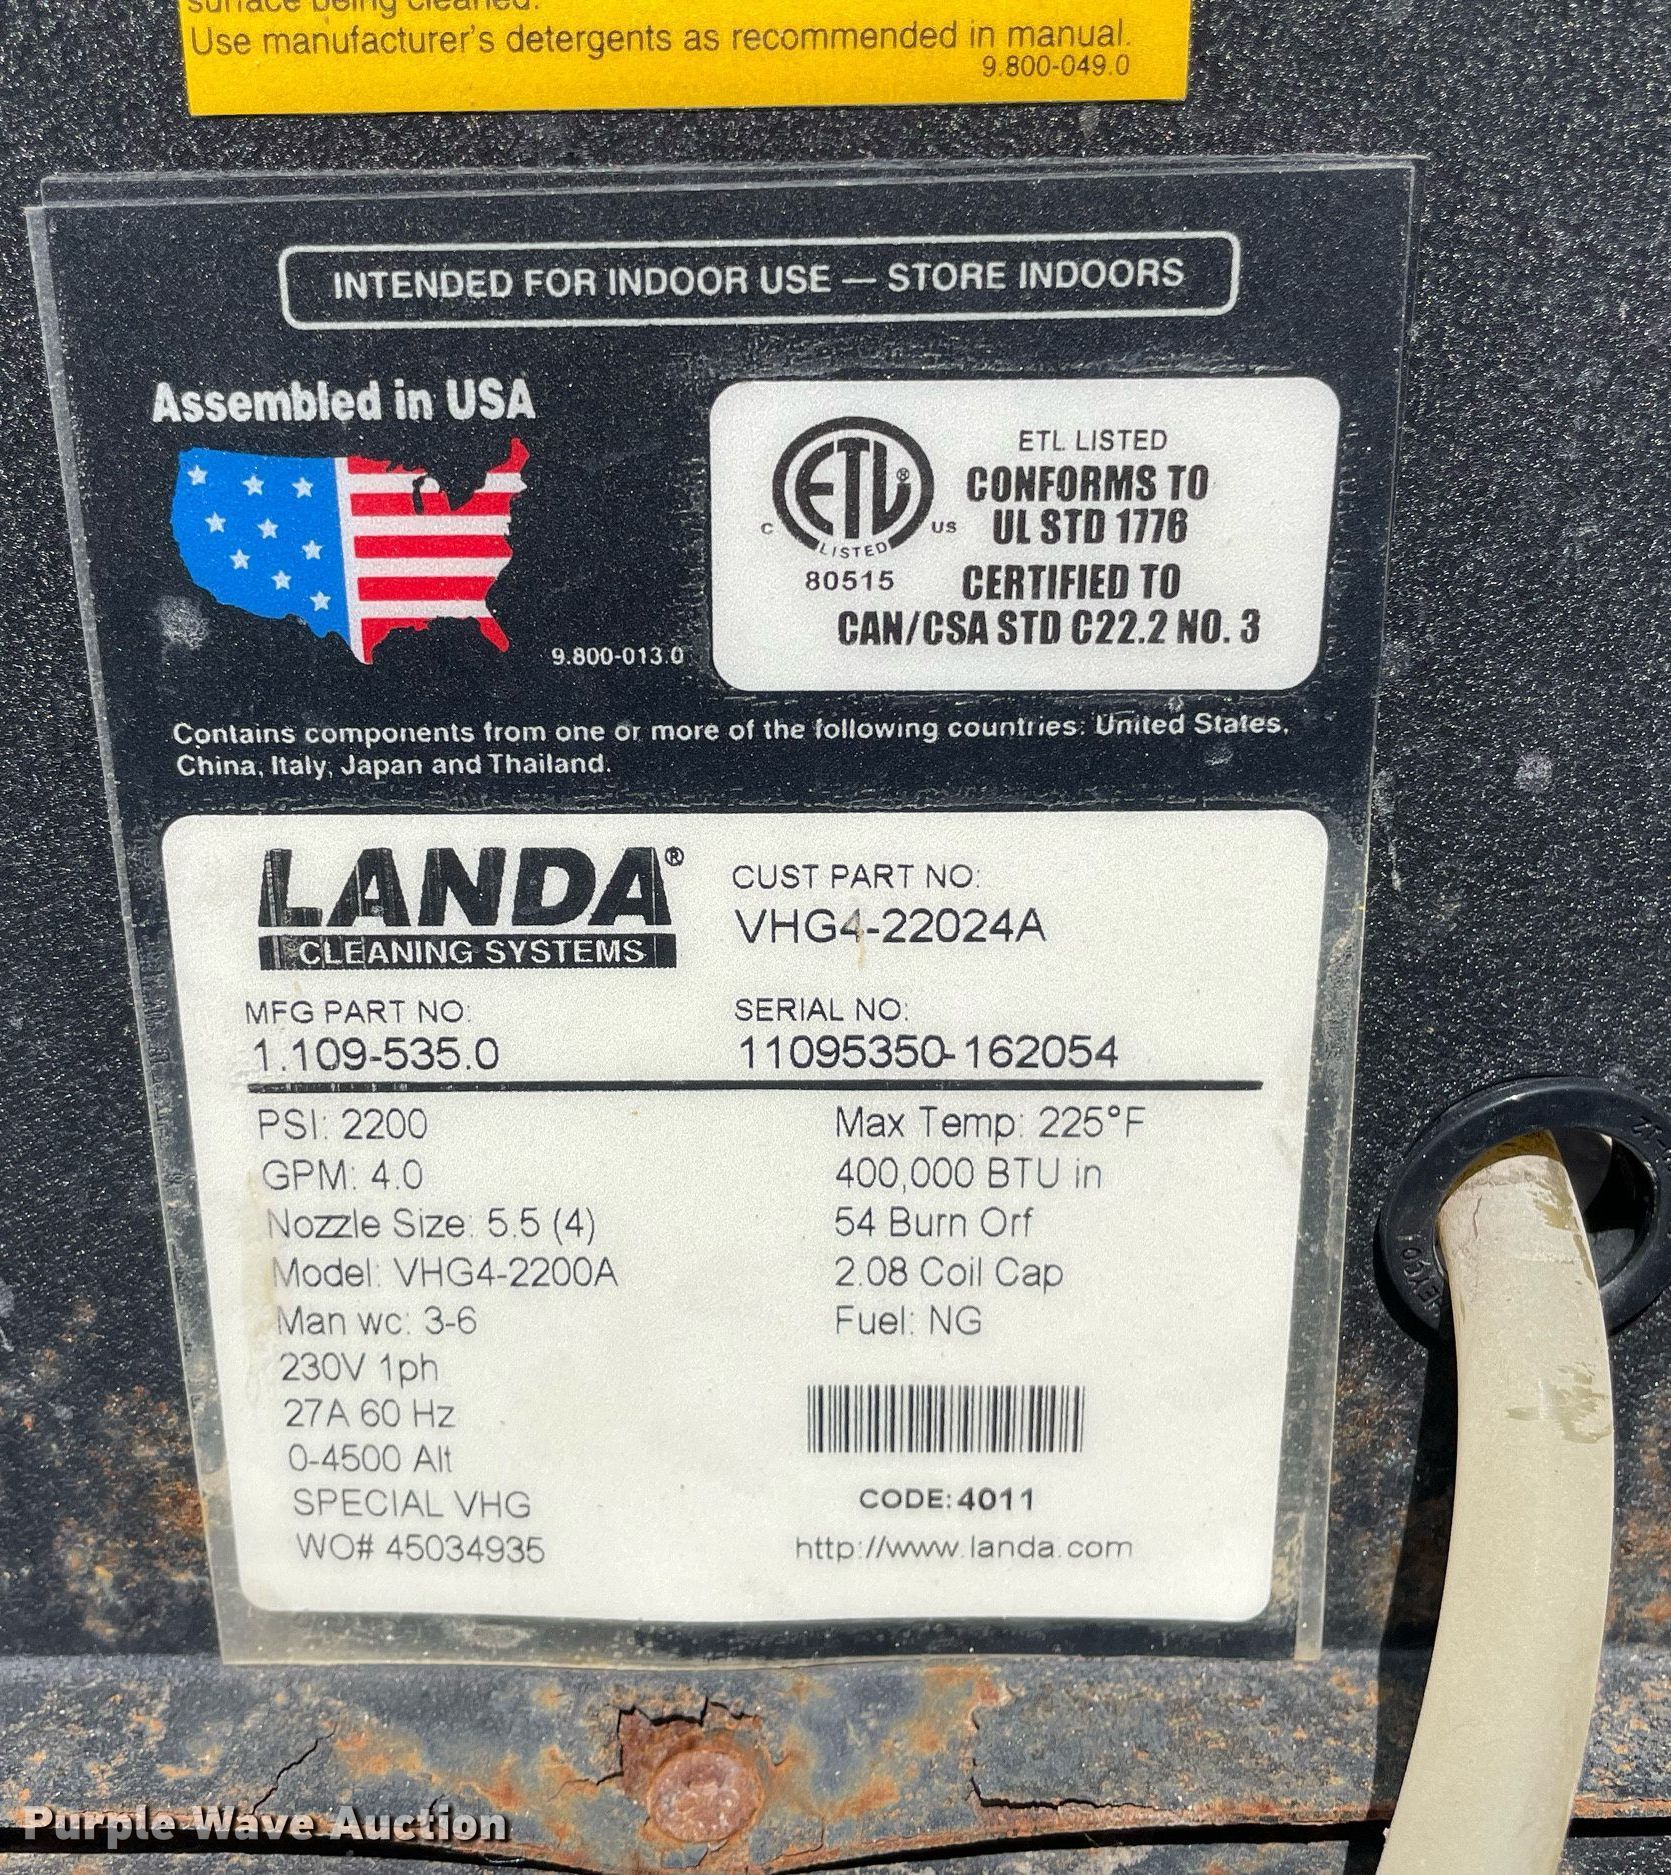 surface being cleaned.
Use manufacturer's detergents as recommended in manual.
9.800-049.0
INTENDED FOR INDOOR USE — STORE INDOORS
Assembled in USA
9.800-013.0
ETL®
LISTED
C
US
80515
ETL LISTED
CONFORMS TO
UL STD 1776
CERTIFIED TO
CAN/CSA STD C22.2 NO. 3
Contains components from one or more of the following countries: United States,
China, Italy, Japan and Thailand.
LANDA®
CLEANING SYSTEMS
CUST PART NO:
VHG4-22024A
MFG PART NO:
1.109-535.0
SERIAL NO:
11095350-162054
PSI: 2200
GPM: 4.0
Nozzle Size: 5.5 (4)
Model: VHG4-2200A
Man wc: 3-6
230V 1ph
27A 60 Hz
0-4500 Alt
SPECIAL VHG
WO# 45034935
Max Temp: 225°F
400,000 BTU in
54 Burn Orf
2.08 Coil Cap
Fuel: NG
CODE:4011
http://www.landa.com
Purple Wave Auction